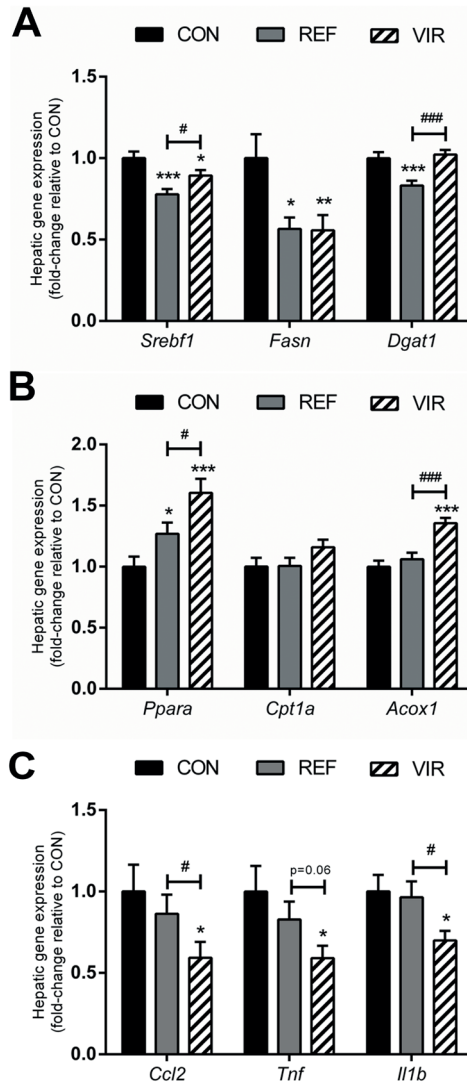 A
CON REF VIR
Hepatic gene expression
(fold-change relative to CON)
1.5
1.0
0.5
0.0
#
***
*
*
**
###
***
Srebf1 Fasn Dgat1
B
CON REF VIR
Hepatic gene expression
(fold-change relative to CON)
2.0
1.5
1.0
0.5
0.0
#
*
***
###
***
Ppara Cpt1a Acox1
C
CON REF VIR
Hepatic gene expression
(fold-change relative to CON)
1.5
1.0
0.5
0.0
#
*
p=0.06
*
#
*
Ccl2 Tnf Il1b